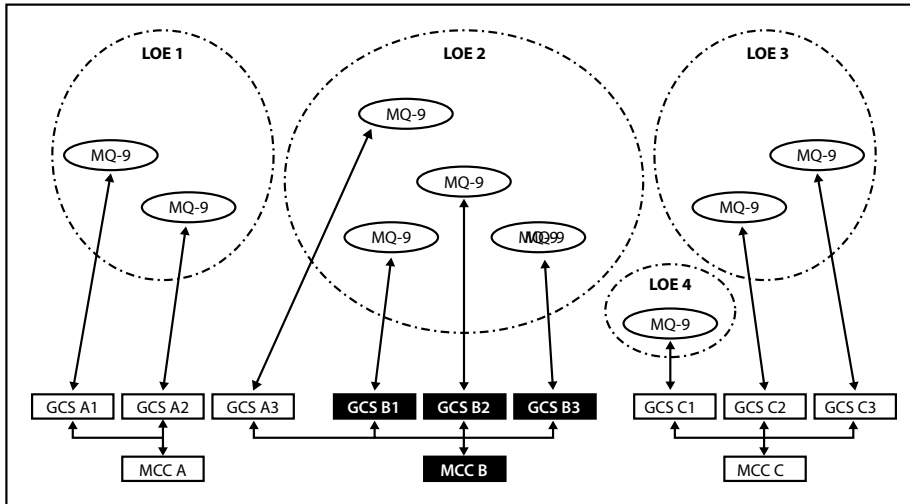 LOE 1
LOE 2
LOE 3
MQ-9
MQ-9
MQ-9
MQ-9
MQ-9
MQ-9
MQ-9
MQ-9
LOE 4
MQ-9
GCS A1
GCS A2
GCS A3
GCS B1
GCS B2
GCS B3
GCS C1
GCS C2
GCS C3
MCC A
MCC B
MCC C